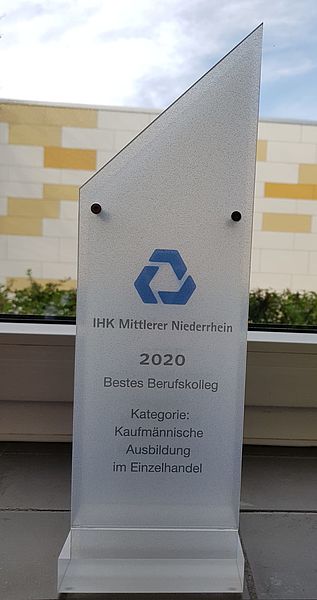 IHK Mittlerer Niederrhein
2020
Bestes Berufskolleg
Kategorie:
Kaufmännische
Ausbildung
im Einzelhandel